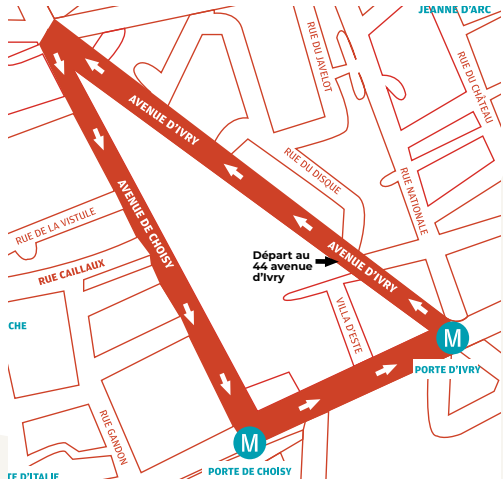 JEANNE D'ARC
RUE DU JAVELOT
RUE DU CHÂTEAU
AVENUE D'IVRY
RUE DU DISQUE
RUE NATIONALE
AVENUE DE CHOISY
RUE DE LA VISTULE
RUE CAILLAUX
Départ au
44 avenue
d'Ivry
AVENUE D'IVRY
VILLA D'ESTE
CHE
M
PORTE D'IVRY
RUE GANDON
M
PORTE DE CHOISY
TE D'ITALIE